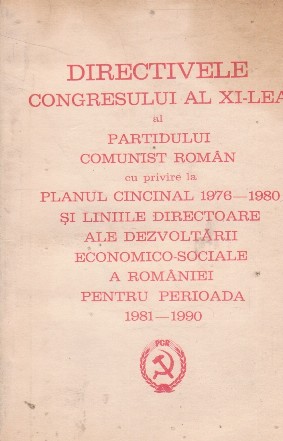 DIRECTIVELE
CONGRESULUI AL XI-LEA
al
PARTIDULUI
COMUNIST ROMÂN
cu privire la
PLANUL CINCINAL 1976—1980
ȘI LINIILE DIRECTOARE
ALE DEZVOLTĂRII
ECONOMICO-SOCIALE
A ROMÂNIEI
PENTRU PERIOADA
1981—1990
PCR